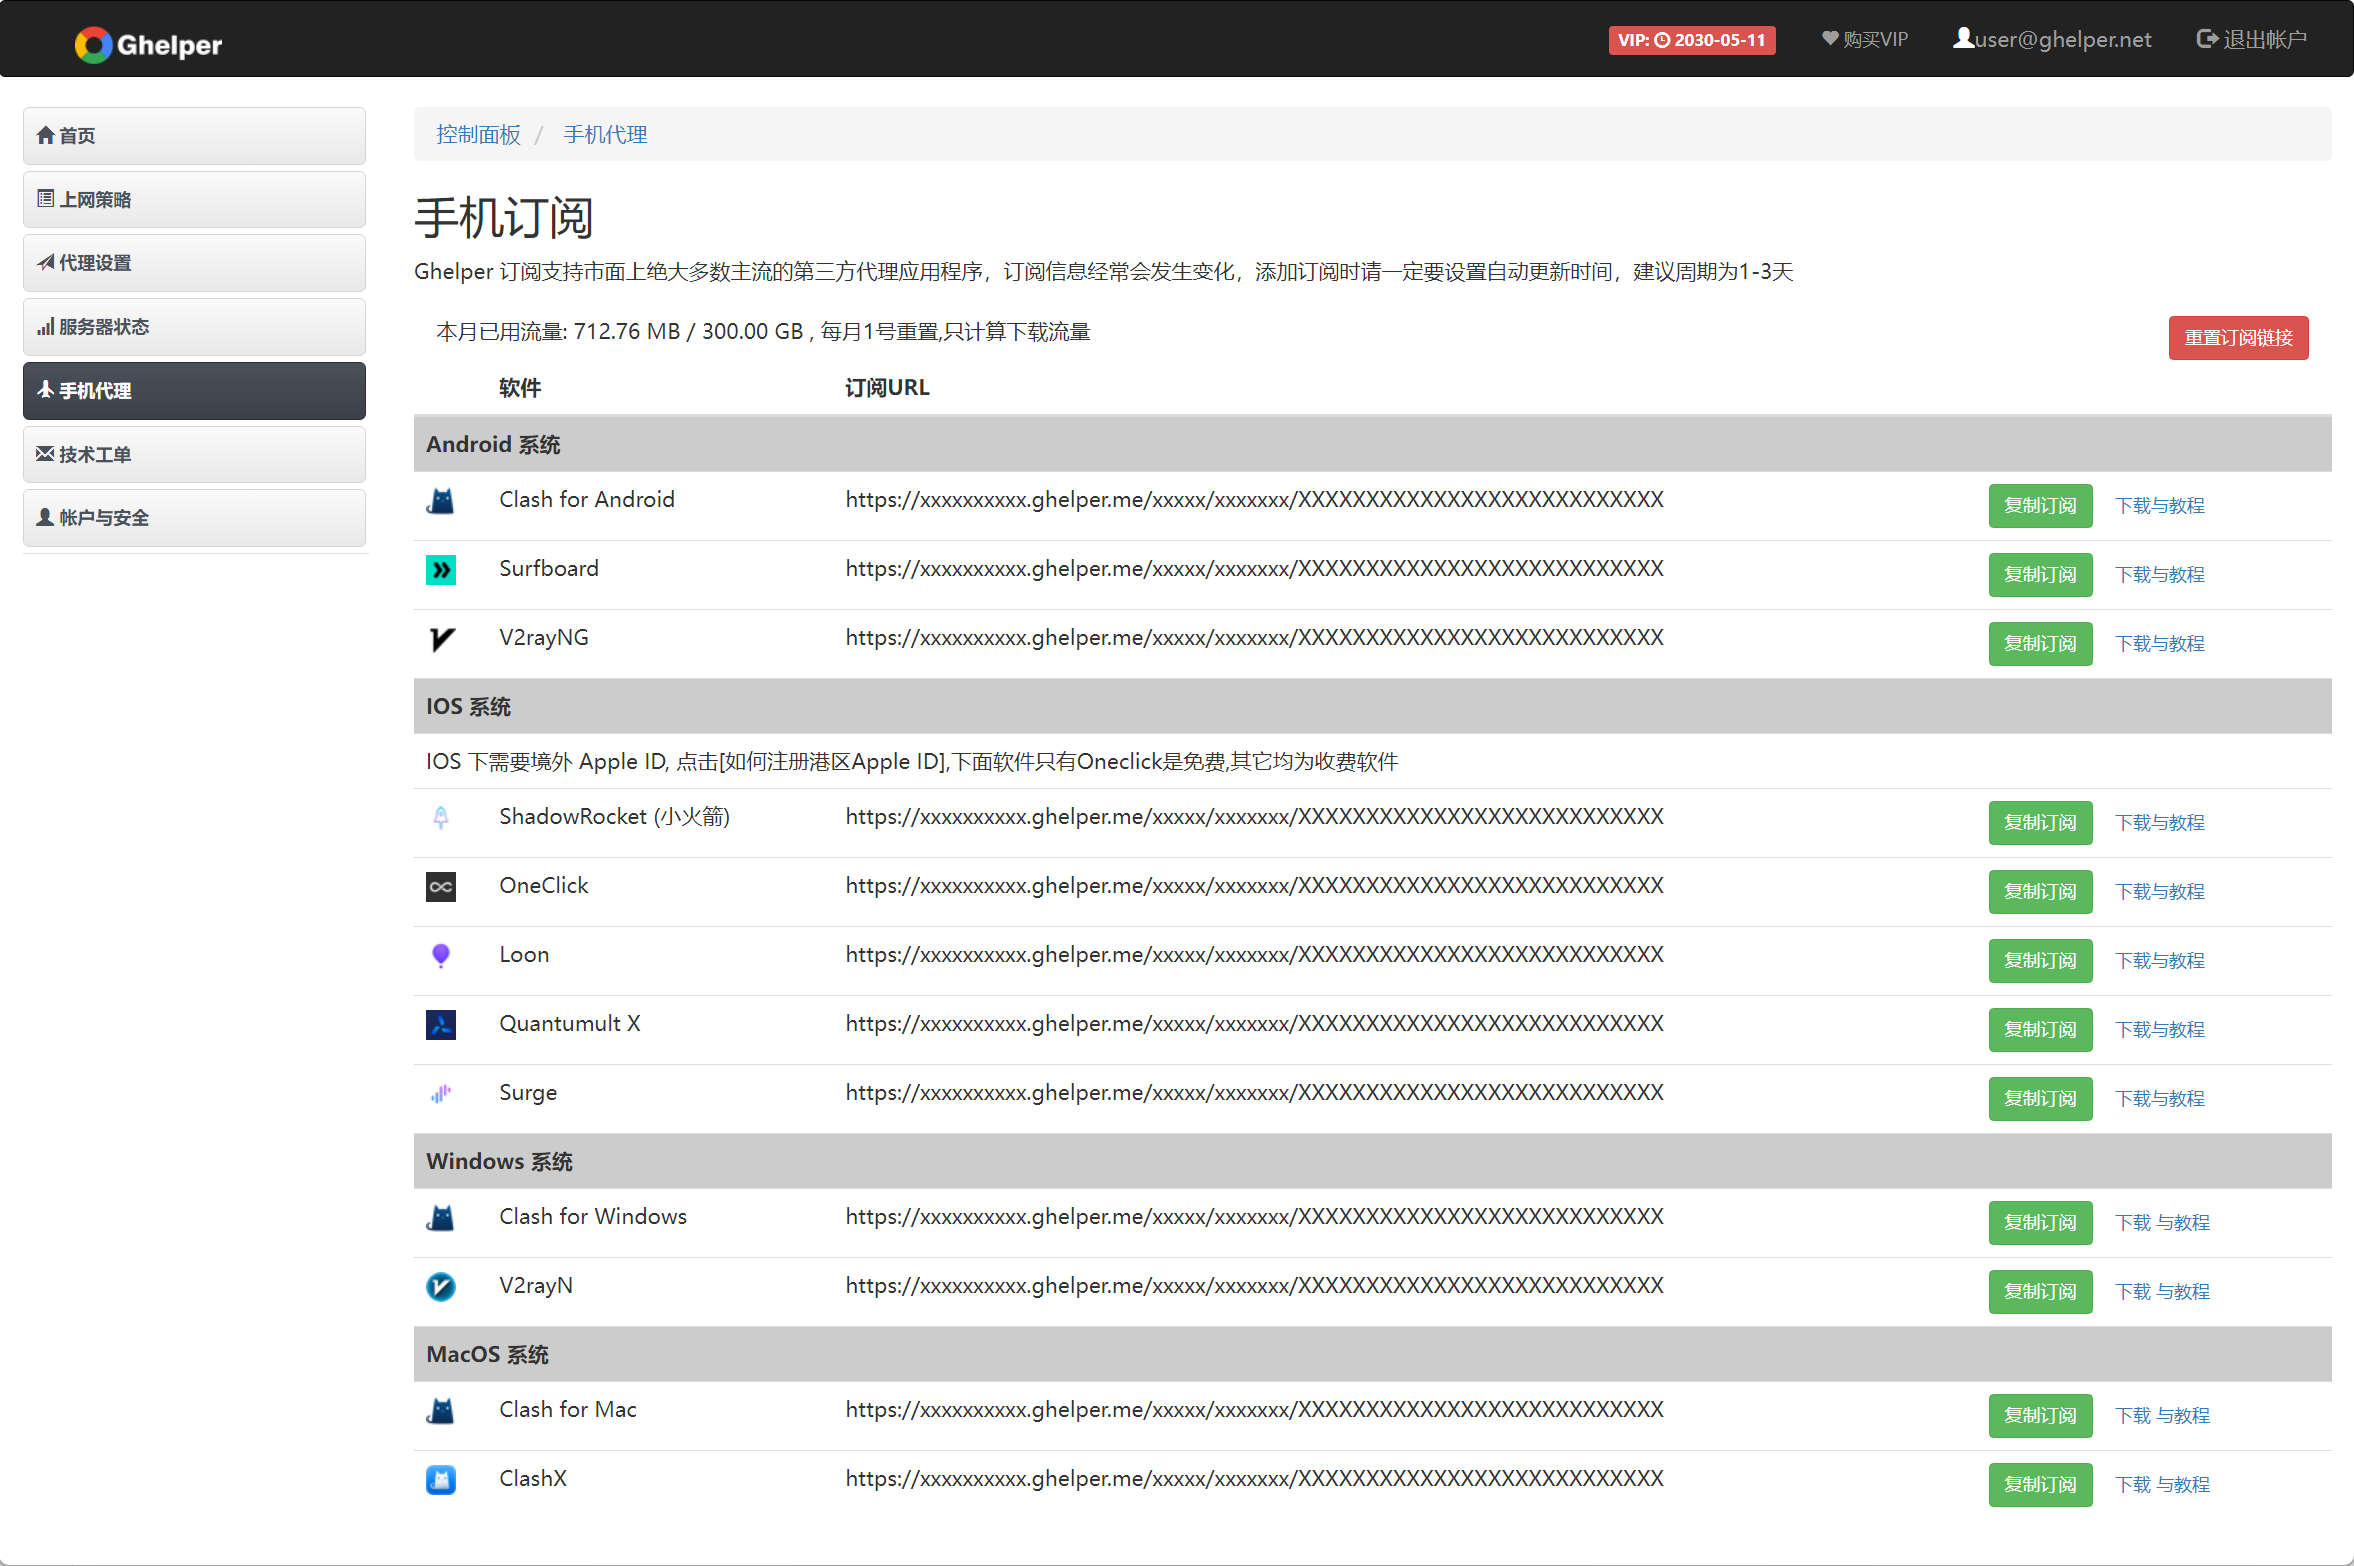 Ghelper
VIP: 2030-05-11 购买VIP user@ghelper.net 退出帐户
首页
上网策略
代理设置
服务器状态
手机代理
技术工单
帐户与安全
控制面板 / 手机代理
手机订阅
Ghelper 订阅支持市面上绝大多数主流的第三方代理应用程序，订阅信息经常会发生变化，添加订阅时请一定要设置自动更新时间，建议周期为1-3天
本月已用流量: 712.76 MB / 300.00 GB , 每月1号重置,只计算下载流量 重置订阅链接
软件 订阅URL
Android 系统
Clash for Android https://xxxxxxxxxx.ghelper.me/xxxxx/xxxxxxx/XXXXXXXXXXXXXXXXXXXXXXXXXXX 复制订阅 下载与教程
Surfboard https://xxxxxxxxxx.ghelper.me/xxxxx/xxxxxxx/XXXXXXXXXXXXXXXXXXXXXXXXXXX 复制订阅 下载与教程
V2rayNG https://xxxxxxxxxx.ghelper.me/xxxxx/xxxxxxx/XXXXXXXXXXXXXXXXXXXXXXXXXXX 复制订阅 下载与教程
IOS 系统
IOS 下需要境外 Apple ID, 点击[如何注册港区Apple ID],下面软件只有Oneclick是免费,其它均为收费软件
ShadowRocket (小火箭) https://xxxxxxxxxx.ghelper.me/xxxxx/xxxxxxx/XXXXXXXXXXXXXXXXXXXXXXXXXXX 复制订阅 下载与教程
OneClick https://xxxxxxxxxx.ghelper.me/xxxxx/xxxxxxx/XXXXXXXXXXXXXXXXXXXXXXXXXXX 复制订阅 下载与教程
Loon https://xxxxxxxxxx.ghelper.me/xxxxx/xxxxxxx/XXXXXXXXXXXXXXXXXXXXXXXXXXX 复制订阅 下载与教程
Quantumult X https://xxxxxxxxxx.ghelper.me/xxxxx/xxxxxxx/XXXXXXXXXXXXXXXXXXXXXXXXXXX 复制订阅 下载与教程
Surge https://xxxxxxxxxx.ghelper.me/xxxxx/xxxxxxx/XXXXXXXXXXXXXXXXXXXXXXXXXXX 复制订阅 下载与教程
Windows 系统
Clash for Windows https://xxxxxxxxxx.ghelper.me/xxxxx/xxxxxxx/XXXXXXXXXXXXXXXXXXXXXXXXXXX 复制订阅 下载 与教程
V2rayN https://xxxxxxxxxx.ghelper.me/xxxxx/xxxxxxx/XXXXXXXXXXXXXXXXXXXXXXXXXXX 复制订阅 下载 与教程
MacOS 系统
Clash for Mac https://xxxxxxxxxx.ghelper.me/xxxxx/xxxxxxx/XXXXXXXXXXXXXXXXXXXXXXXXXXX 复制订阅 下载 与教程
ClashX https://xxxxxxxxxx.ghelper.me/xxxxx/xxxxxxx/XXXXXXXXXXXXXXXXXXXXXXXXXXX 复制订阅 下载 与教程